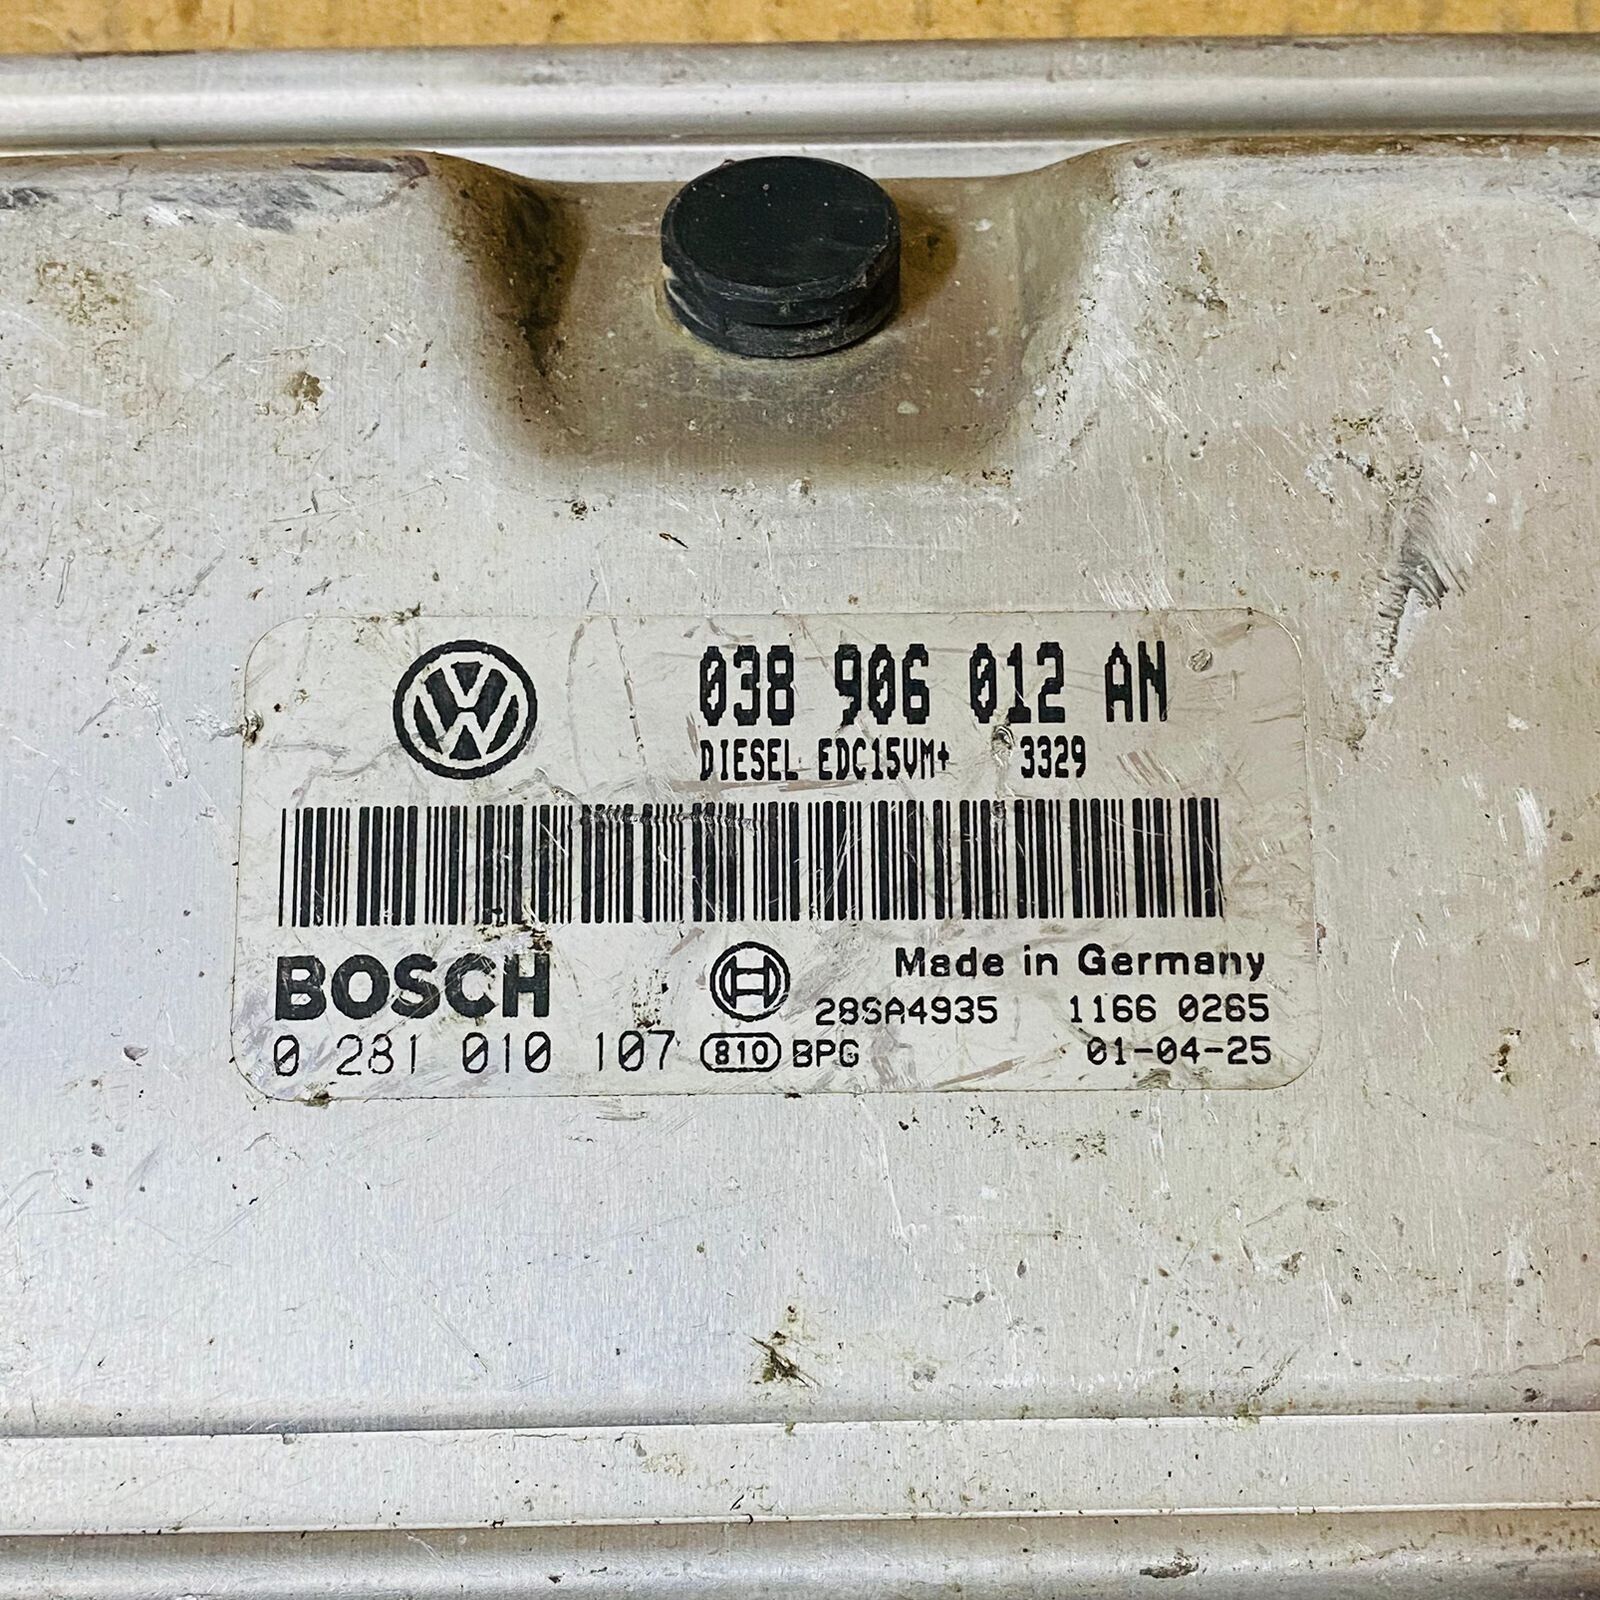 038 906 012 AN
DIESEL EDC15VM+ 3329
BOSCH
Made in Germany
28SA4935 1166 0265
0 281 010 107 810 BPG 01-04-25